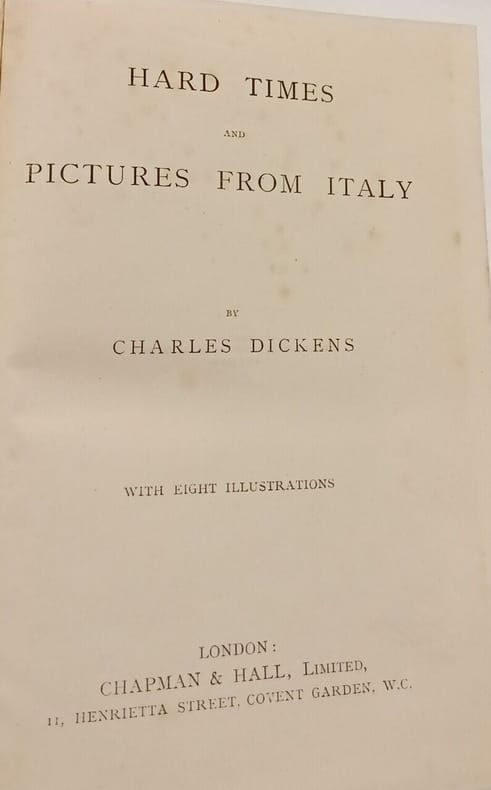 HARD TIMES
AND
PICTURES FROM ITALY
BY
CHARLES DICKENS
WITH EIGHT ILLUSTRATIONS
LONDON:
CHAPMAN & HALL, LIMITED,
11, HENRIETTA STREET, COVENT GARDEN, W.C.